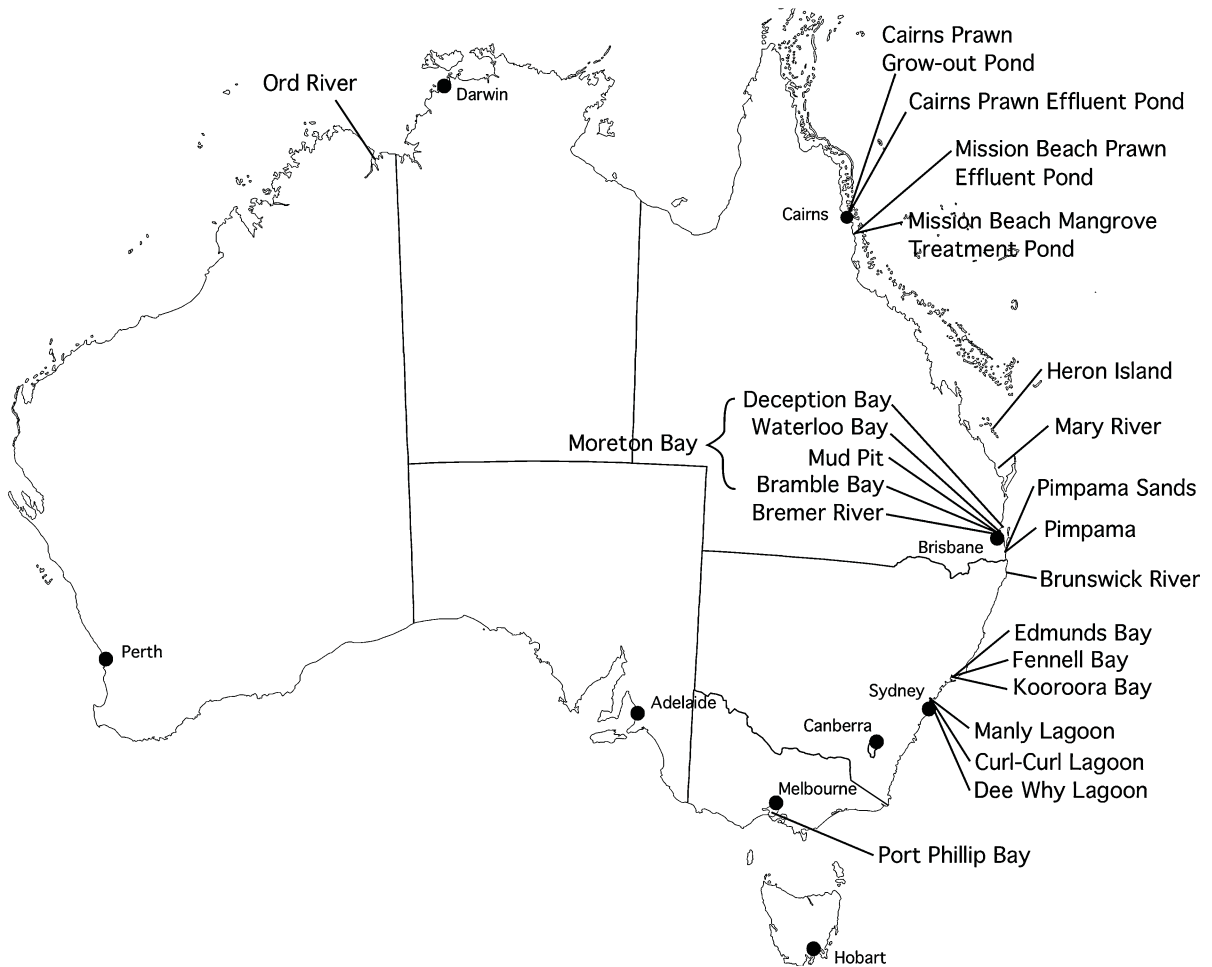 Cairns Prawn
Grow-out Pond
Ord River
Darwin
Cairns Prawn Effluent Pond
Mission Beach Prawn
Effluent Pond
Cairns
Mission Beach Mangrove
Treatment Pond
Heron Island
Deception Bay
Waterloo Bay
Mary River
Moreton Bay
Mud Pit
Bramble Bay
Pimpama Sands
Bremer River
Pimpama
Brisbane
Brunswick River
Edmunds Bay
Perth
Fennell Bay
Kooroora Bay
Sydney
Adelaide
Canberra
Manly Lagoon
Curl-Curl Lagoon
Melbourne
Dee Why Lagoon
Port Phillip Bay
Hobart